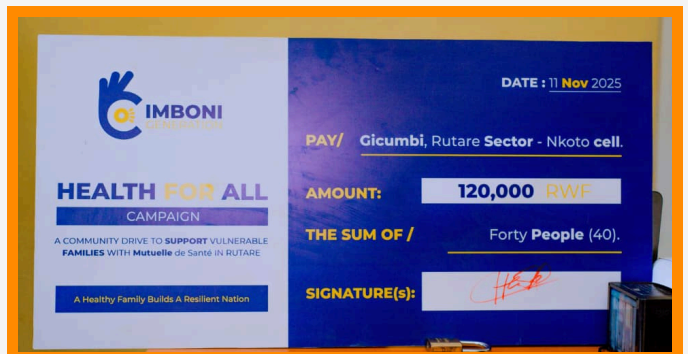 IMBONI
HEALTH FOR ALL
CAMPAIGN
A COMMUNITY DRIVE TO SUPPORT VULNERABLE
FAMILIES WITH Mutuelle de Santé IN RUTARE
A Healthy Family Builds A Resilient Nation
DATE : 11 Nov 2025
PAY/ Gicumbi, Rutare Sector - Nkoto cell.
AMOUNT: 120,000 RWF
THE SUM OF / Forty People (40).
SIGNATURE(s):